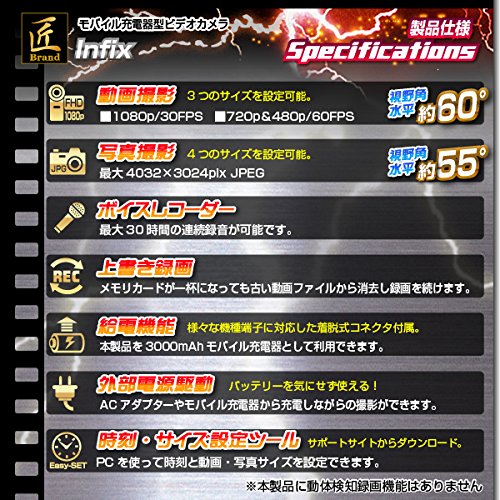 匠
Brand
モバイル充電器型ビデオカメラ
Infix
製品仕様
Specifications
FHD
1080p
動画撮影 3つのサイズを設定可能。
■1080p/30FPS ■720p&480p/60FPS
視野角
水平
約60°
JPG
写真撮影 4つのサイズを設定可能。
最大 4032×3024pix JPEG
視野角
水平
約55°
ボイスレコーダー
最大30時間の連続録音が可能です。
REC
上書き録画
メモリカードが一杯になっても古い動画ファイルから消去し録画を続けます。
給電機能 様々な機種端子に対応した着脱式コネクタ付属。
本製品を3000mAhモバイル充電器として利用できます。
外部電源駆動 バッテリーを気にせず使える!
ACアダプターやモバイル充電器から充電しながらの撮影ができます。
Easy-SET
時刻・サイズ設定ツール サポートサイトからダウンロード。
PCを使って時刻と動画・写真サイズを設定できます。
※本製品に動体検知録画機能はありません